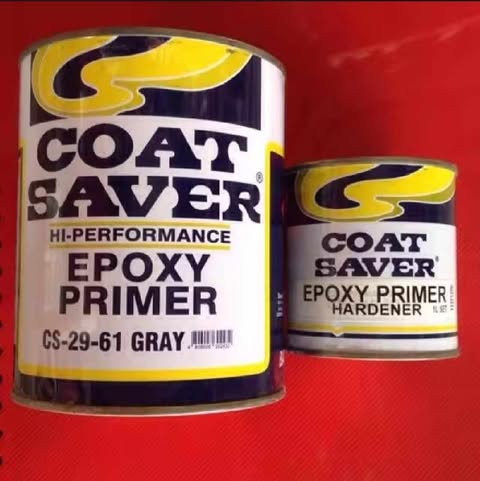 COAT
SAVER®
HI-PERFORMANCE
EPOXY
PRIMER
CS-29-61 GRAY
COAT
SAVER®
EPOXY PRIMER
HARDENER